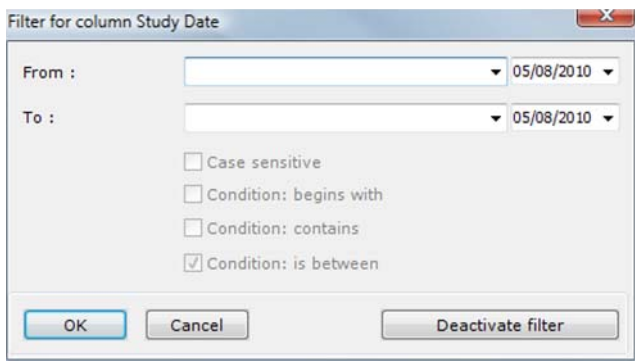 Filter for column Study Date
From :
05/08/2010
To :
05/08/2010
Case sensitive
Condition: begins with
Condition: contains
Condition: is between
OK Cancel Deactivate filter